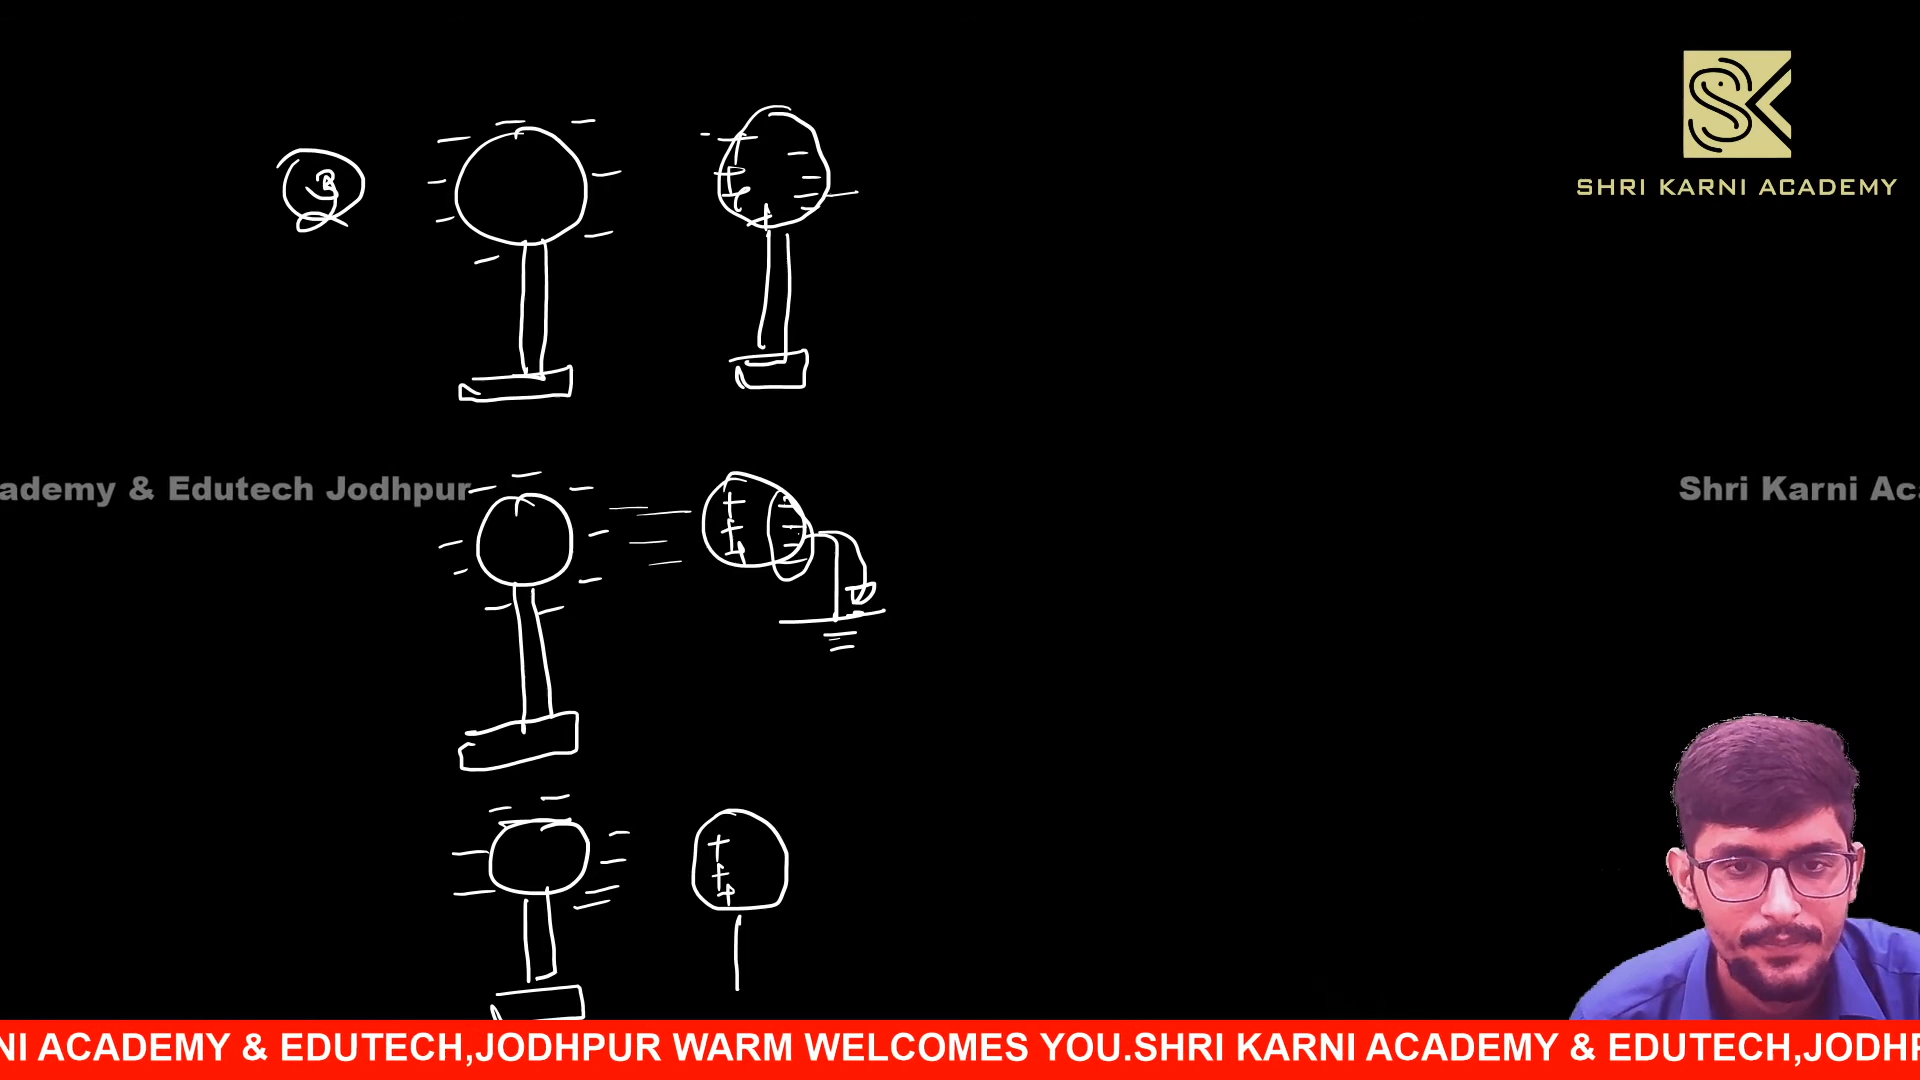 SHRI KARNI ACADEMY
ademy & Edutech Jodhpur
Shri Karni Ac
NI ACADEMY & EDUTECH,JODHPUR WARM WELCOMES YOU.SHRI KARNI ACADEMY & EDUTECH,JODHP